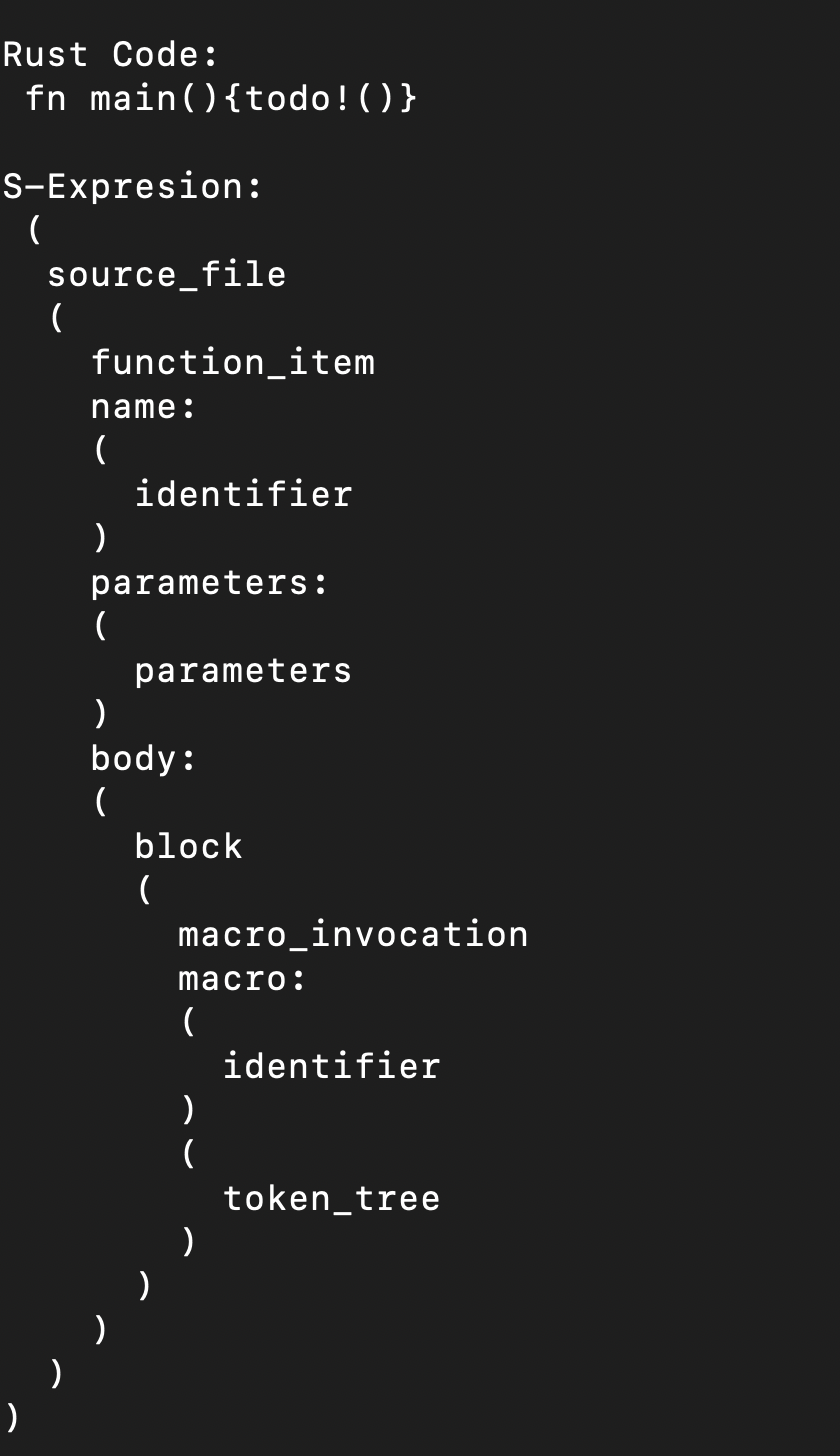 Rust Code:
 fn main(){todo!()}

S-Expresion:
 (
  source_file
  (
    function_item
    name:
    (
      identifier
    )
    parameters:
    (
      parameters
    )
    body:
    (
      block
      (
        macro_invocation
        macro:
        (
          identifier
        )
        (
          token_tree
        )
      )
    )
  )
)